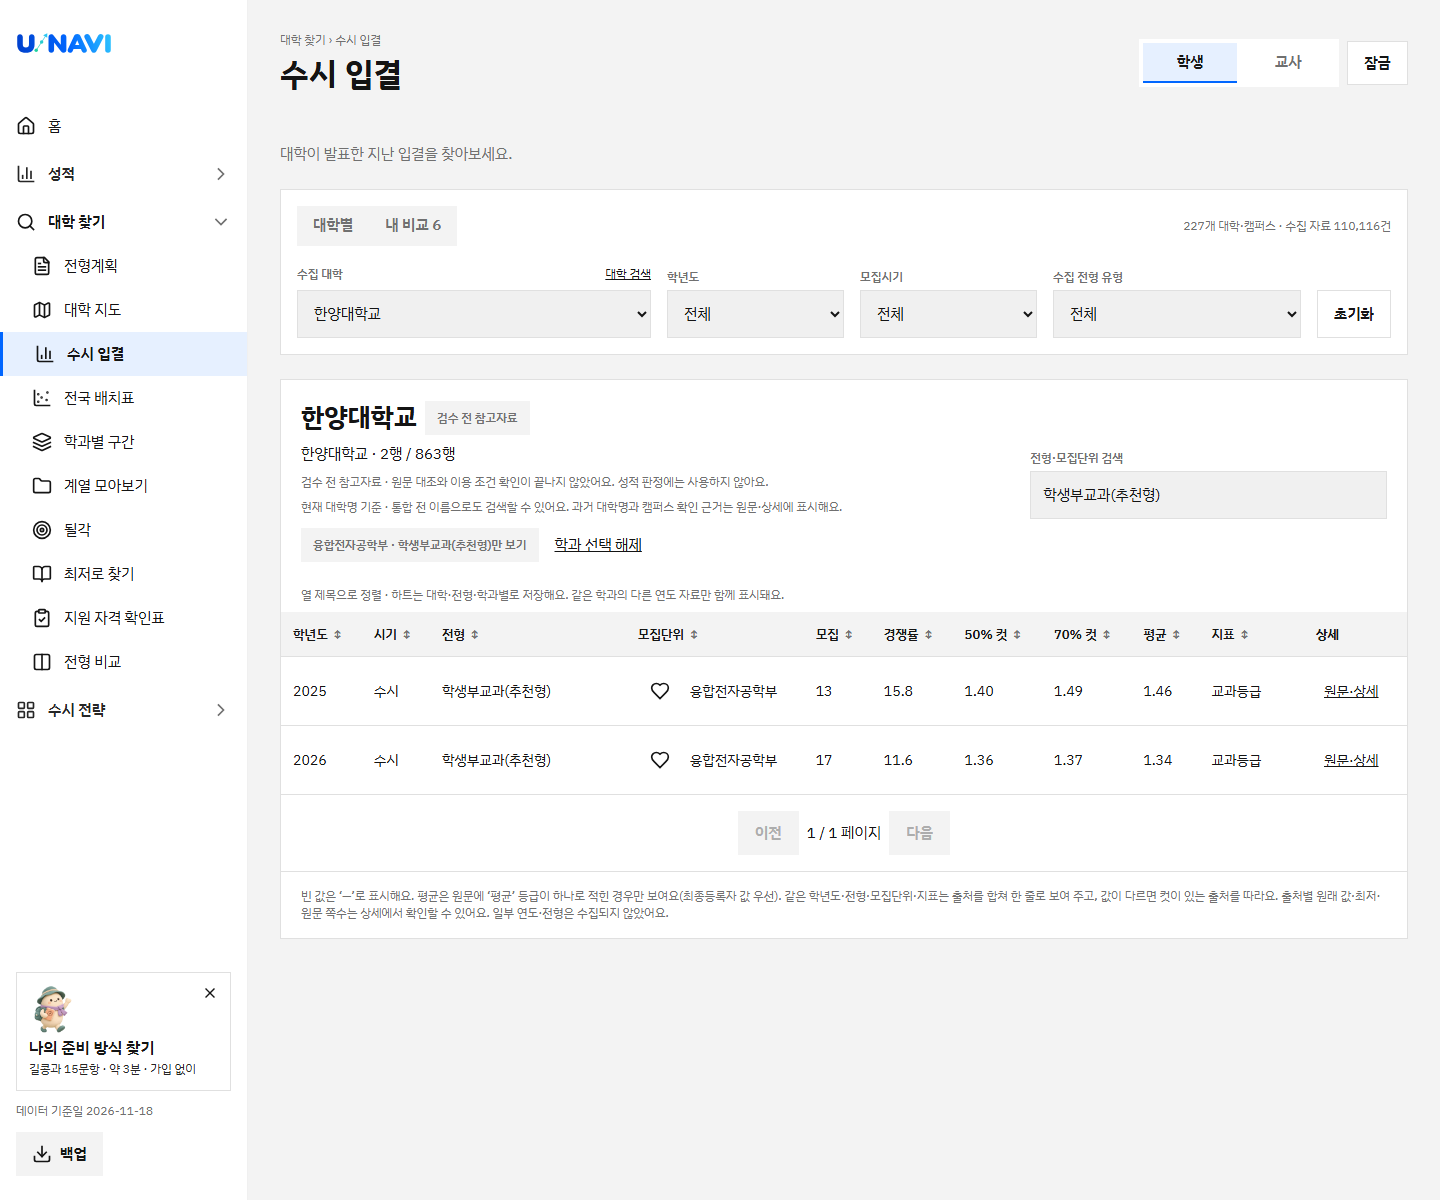 U NAVI
홈
성적
대학 찾기
전형계획
대학 지도
수시 입결
전국 배치표
학과별 구간
계열 모아보기
될각
최저로 찾기
지원 자격 확인표
전형 비교
수시 전략
나의 준비 방식 찾기
길콩과 15문항 · 약 3분 · 가입 없이
데이터 기준일 2026-11-18
백업
대학 찾기 › 수시 입결
수시 입결
학생
교사
잠금
대학이 발표한 지난 입결을 찾아보세요.
대학별
내 비교 6
227개 대학·캠퍼스 · 수집 자료 110,116건
수집 대학
대학 검색
학년도
모집시기
수집 전형 유형
한양대학교
전체
전체
전체
초기화
한양대학교
검수 전 참고자료
한양대학교 · 2행 / 863행
검수 전 참고자료 · 원문 대조와 이용 조건 확인이 끝나지 않았어요. 성적 판정에는 사용하지 않아요.
현재 대학명 기준 · 통합 전 이름으로도 검색할 수 있어요. 과거 대학명과 캠퍼스 확인 근거는 원문·상세에 표시해요.
전형·모집단위 검색
학생부교과(추천형)
융합전자공학부 · 학생부교과(추천형)만 보기
학과 선택 해제
열 제목으로 정렬 · 하트는 대학·전형·학과별로 저장해요. 같은 학과의 다른 연도 자료만 함께 표시돼요.
학년도 ↕ 시기 ↕ 전형 ↕ 모집단위 ↕ 모집 ↕ 경쟁률 ↕ 50% 컷 ↕ 70% 컷 ↕ 평균 ↕ 지표 ↕ 상세
2025 수시 학생부교과(추천형) 융합전자공학부 13 15.8 1.40 1.49 1.46 교과등급 원문·상세
2026 수시 학생부교과(추천형) 융합전자공학부 17 11.6 1.36 1.37 1.34 교과등급 원문·상세
이전
1 / 1 페이지
다음
빈 값은 ‘—’로 표시해요. 평균은 원문에 ‘평균’ 등급이 하나로 적힌 경우만 보여요(최종등록자 값 우선). 같은 학년도·전형·모집단위·지표는 출처를 합쳐 한 줄로 보여 주고, 값이 다르면 컷이 있는 출처를 따라요. 출처별 원래 값·최저·
원문 쪽수는 상세에서 확인할 수 있어요. 일부 연도·전형은 수집되지 않았어요.